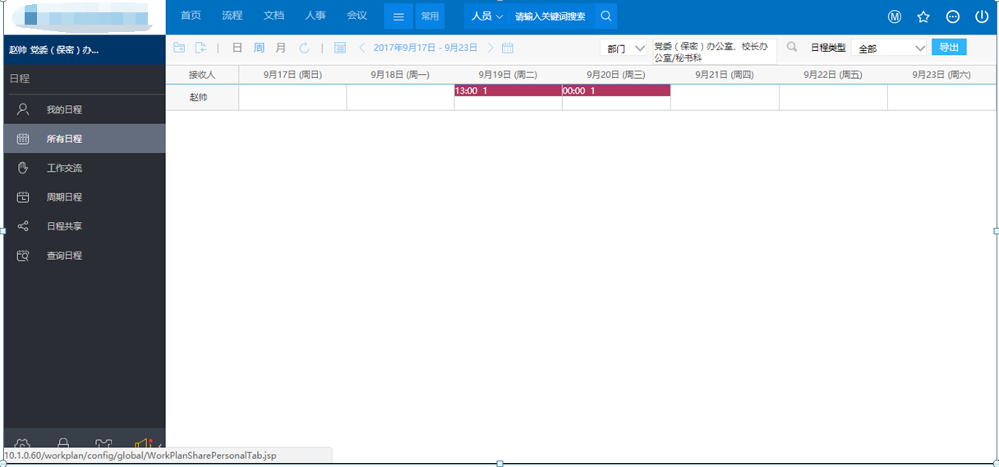 首页 流程 文档 人事 会议 常用 人员 请输入关键词搜索 M
赵帅 党委（保密）办...
日 周 月 2017年9月17日 - 9月23日 部门 党委（保密）办公室、校长办
公室/秘书科 日程类型 全部 导出
日程
接收人 9月17日 (周日) 9月18日 (周一) 9月19日 (周二) 9月20日 (周三) 9月21日 (周四) 9月22日 (周五) 9月23日 (周六)
赵帅 13:00 1 00:00 1
我的日程
所有日程
工作交流
周期日程
日程共享
查询日程
10.1.0.60/workplan/config/global/WorkPlanSharePersonalTab.jsp